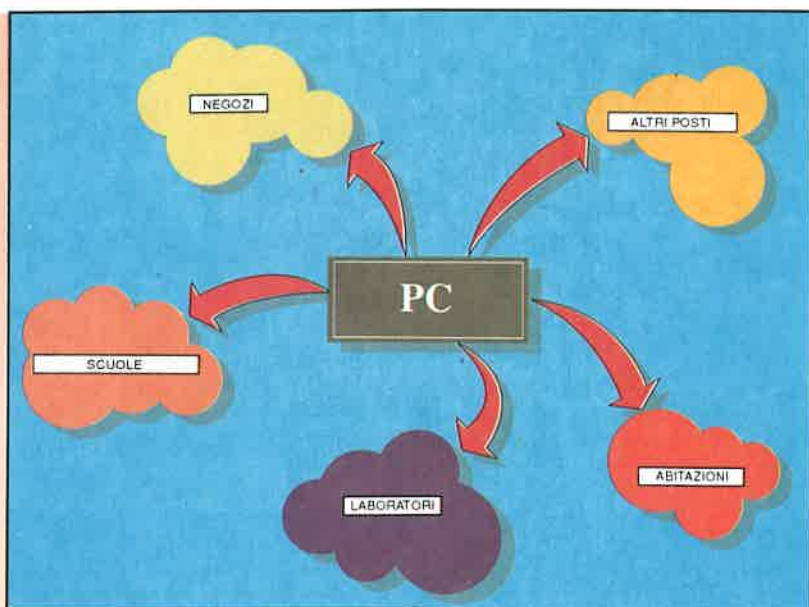 NEGOZI
ALTRI POSTI
PC
SCUOLE
ABITAZIONI
LABORATORI